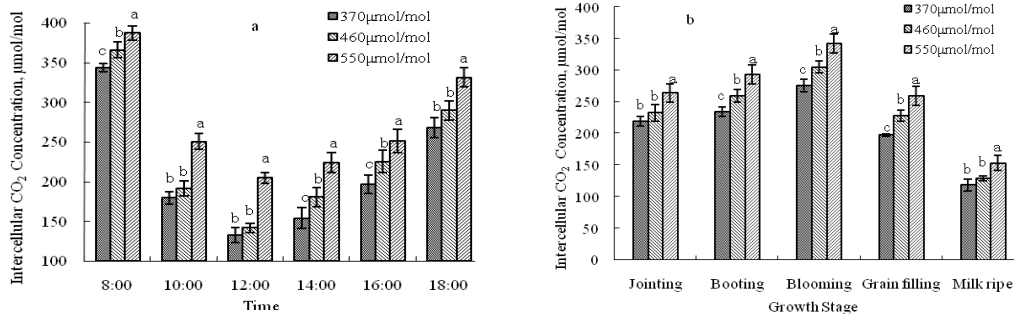 Intercellular CO₂ Concentration, μmol/mol
400
350
300
250
200
150
100
a
370μmol/mol
460μmol/mol
550μmol/mol
c b a
b b a
b b a
c b a
c b a
b b a
8:00 10:00 12:00 14:00 16:00 18:00
Time
Intercellular CO₂ Concentration, μmol/mol
400
350
300
250
200
150
100
50
0
b
370μmol/mol
460μmol/mol
550μmol/mol
b b a
c b a
c b a
c b a
b b a
Jointing Booting Blooming Grain filling Milk ripe
Growth Stage